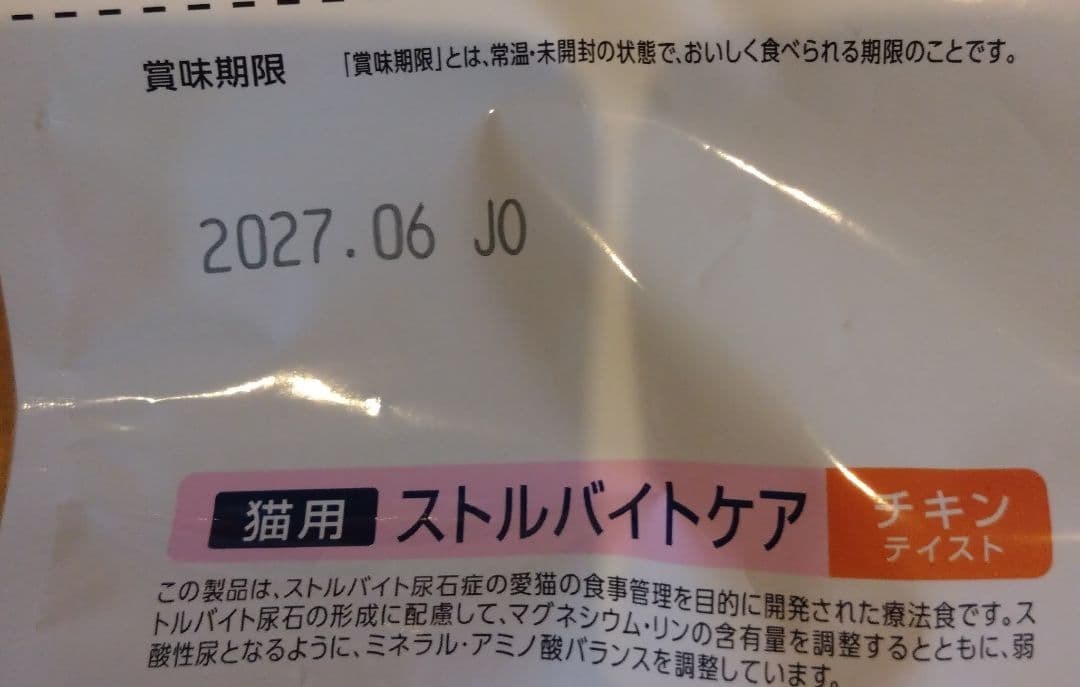 賞味期限 「賞味期限」とは、常温・未開封の状態で、おいしく食べられる期限のことです。
2027.06 JO
猫用 ストルバイトケア チキン
テイスト
この製品は、ストルバイト尿石症の愛猫の食事管理を目的に開発された療法食です。ス
トルバイト尿石の形成に配慮して、マグネシウム・リンの含有量を調整するとともに、弱
酸性尿となるように、ミネラル・アミノ酸バランスを調整しています。